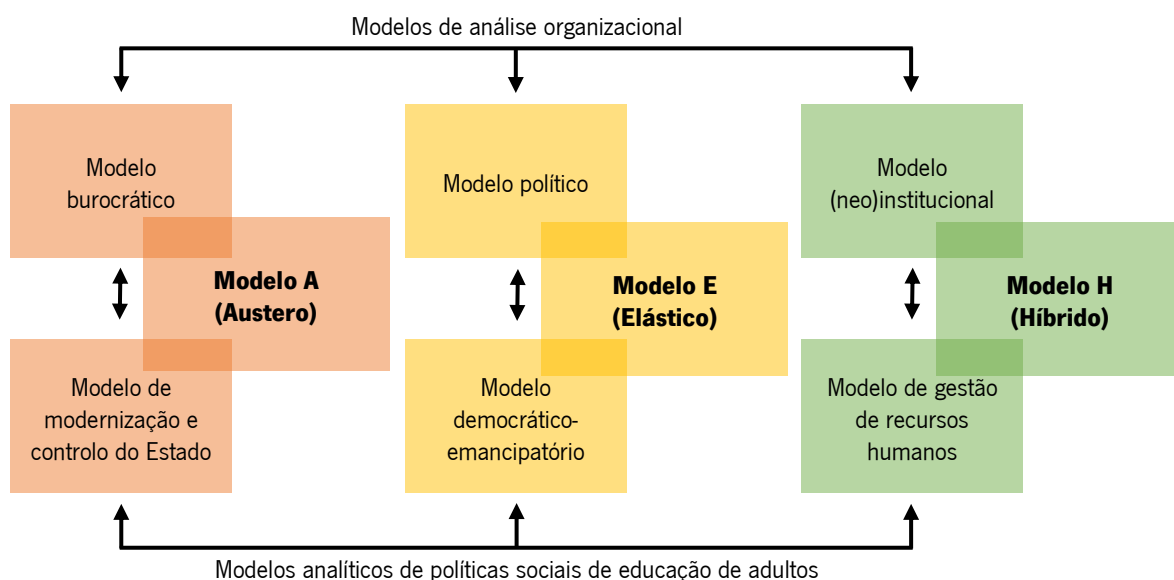 Modelos de análise organizacional
Modelo
burocrático
Modelo político
Modelo
(neo)institucional
Modelo A
(Austero)
Modelo E
(Elástico)
Modelo H
(Híbrido)
Modelo de
modernização e
controlo do Estado
Modelo
democrático-
emancipatório
Modelo de gestão
de recursos
humanos
Modelos analíticos de políticas sociais de educação de adultos